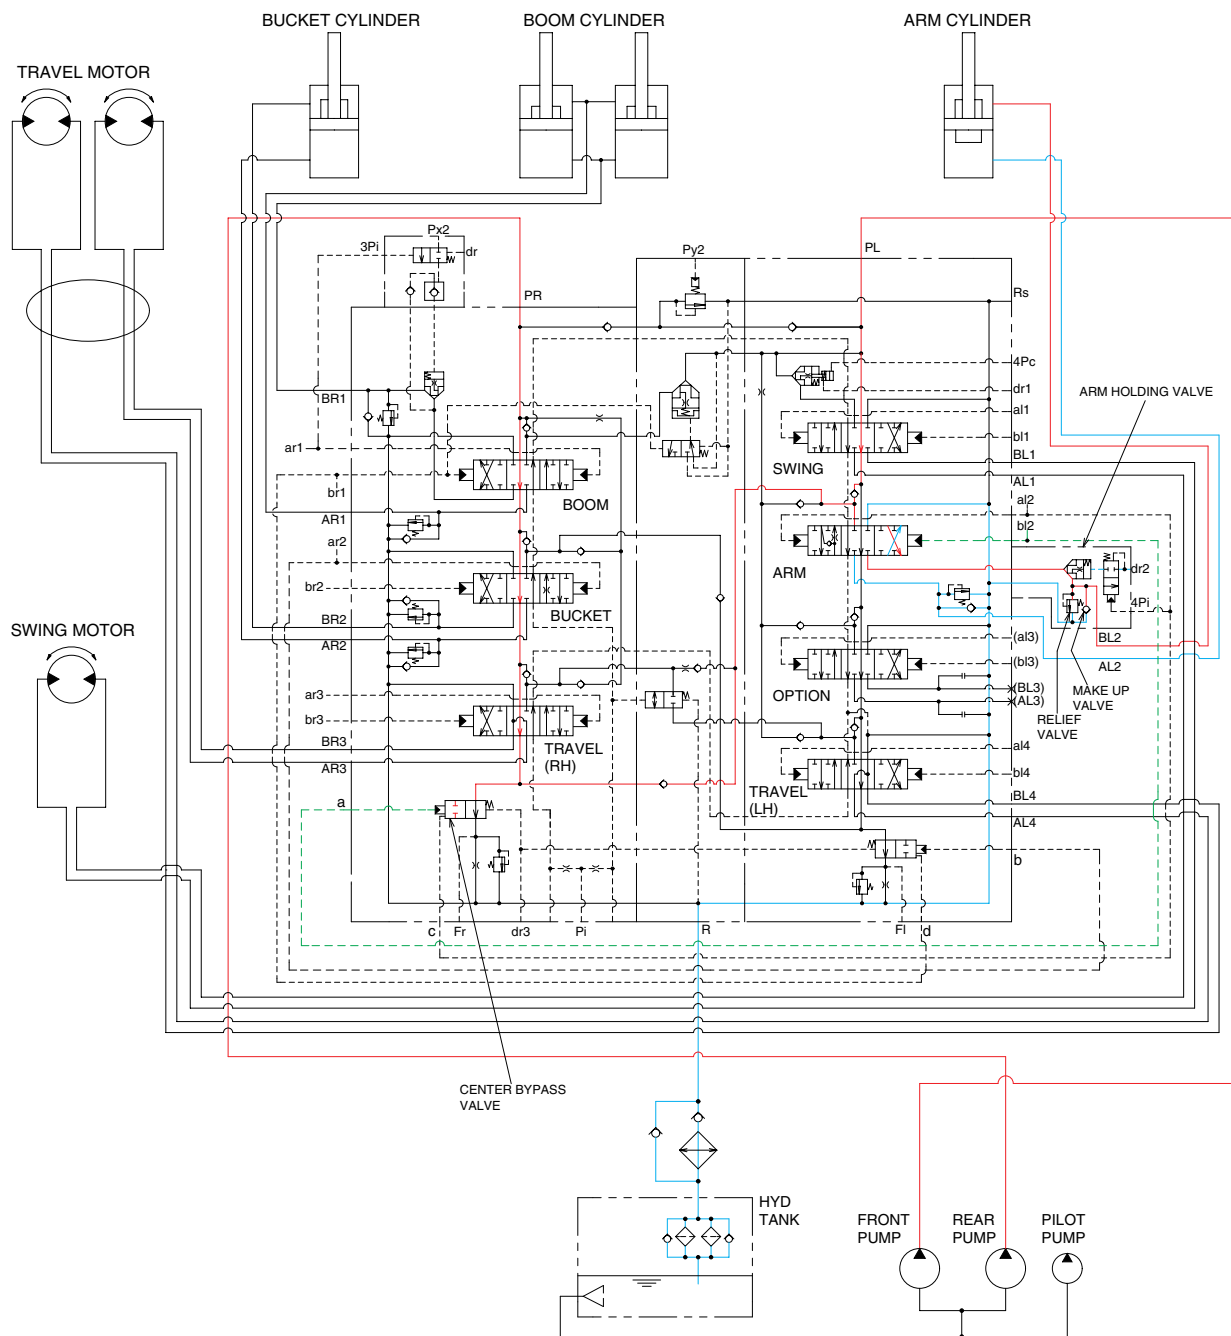 BUCKET CYLINDER
BOOM CYLINDER
ARM CYLINDER
TRAVEL MOTOR
Px2
3Pi
dr
Py2
PL
PR
Rs
4Pc
dr1
al1
bl1
BL1
AL1
al2
bl2
ARM HOLDING VALVE
BR1
ar1
br1
AR1
ar2
br2
BR2
AR2
ar3
br3
BR3
AR3
BOOM
BUCKET
TRAVEL
(RH)
SWING
ARM
OPTION
TRAVEL
(LH)
dr2
4Pi
BL2
AL2
(al3)
(bl3)
(BL3)
(AL3)
MAKE UP
VALVE
RELIEF
VALVE
al4
bl4
BL4
AL4
SWING MOTOR
a
b
c
Fr
dr3
Pi
R
Fl
d
CENTER BYPASS
VALVE
HYD
TANK
FRONT
PUMP
REAR
PUMP
PILOT
PUMP